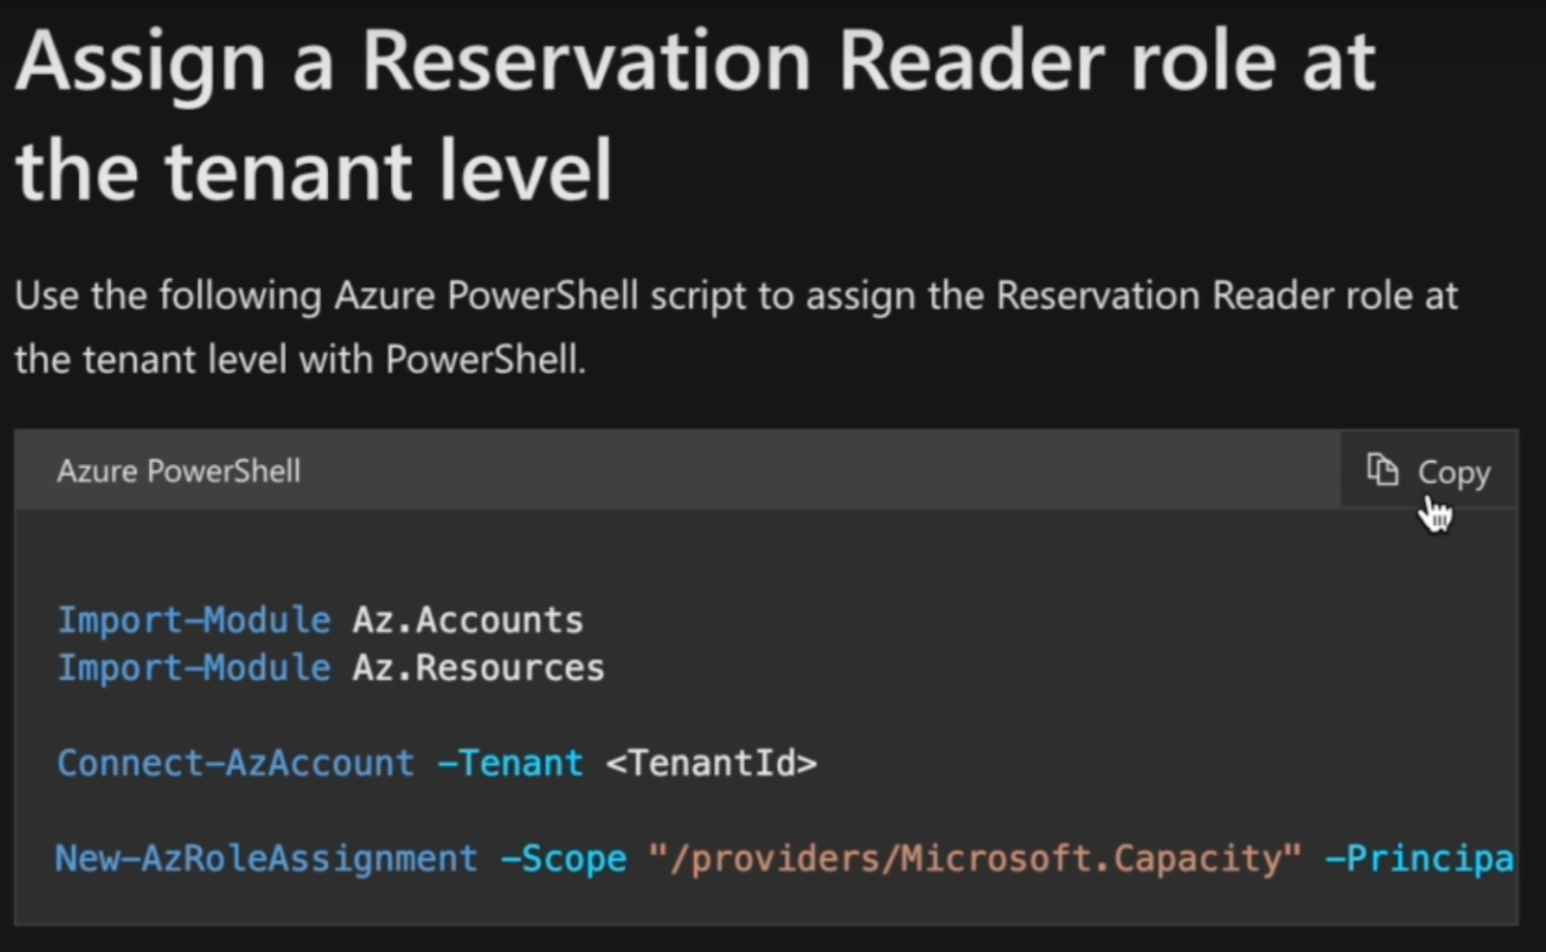 Assign a Reservation Reader role at
the tenant level
Use the following Azure PowerShell script to assign the Reservation Reader role at
the tenant level with PowerShell.
Azure PowerShell
Copy
Import-Module Az.Accounts
Import-Module Az.Resources
Connect-AzAccount -Tenant <TenantId>
New-AzRoleAssignment -Scope "/providers/Microsoft.Capacity" -Principa